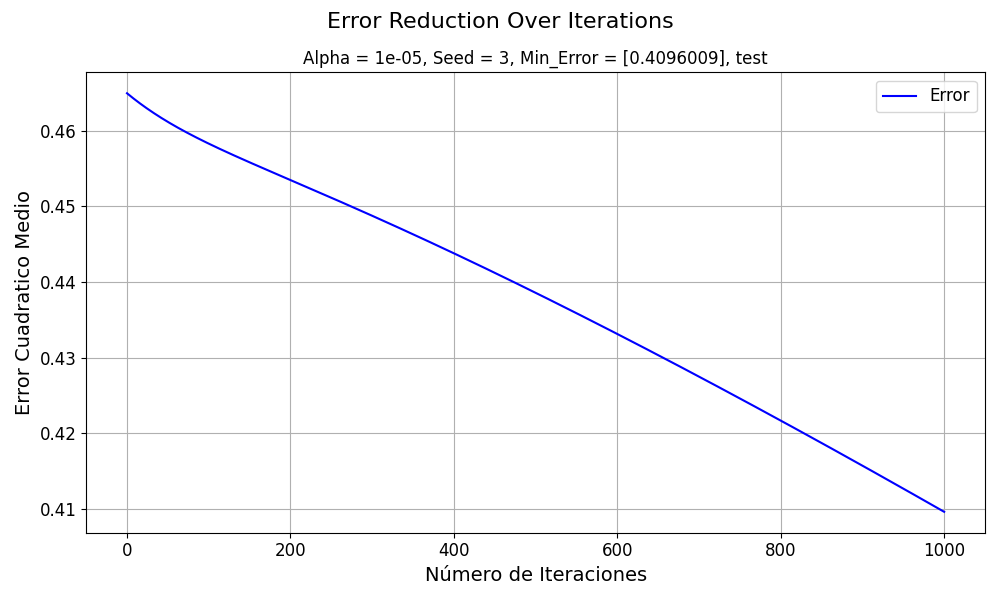 Error Reduction Over Iterations
Alpha = 1e-05, Seed = 3, Min_Error = [0.4096009], test
Error
Error Cuadratico Medio
0.46
0.45
0.44
0.43
0.42
0.41
0 200 400 600 800 1000
Número de Iteraciones